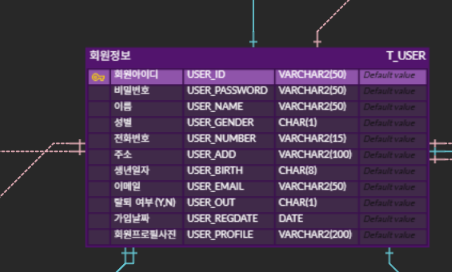 회원정보 T_USER
회원아이디 USER_ID VARCHAR2(50) Default value
비밀번호 USER_PASSWORD VARCHAR2(50) Default value
이름 USER_NAME VARCHAR2(50) Default value
성별 USER_GENDER CHAR(1) Default value
전화번호 USER_NUMBER VARCHAR2(15) Default value
주소 USER_ADD VARCHAR2(100) Default value
생년일자 USER_BIRTH CHAR(8) Default value
이메일 USER_EMAIL VARCHAR2(50) Default value
탈퇴 여부 (Y,N) USER_OUT CHAR(1) Default value
가입날짜 USER_REGDATE DATE Default value
회원프로필사진 USER_PROFILE VARCHAR2(200) Default value